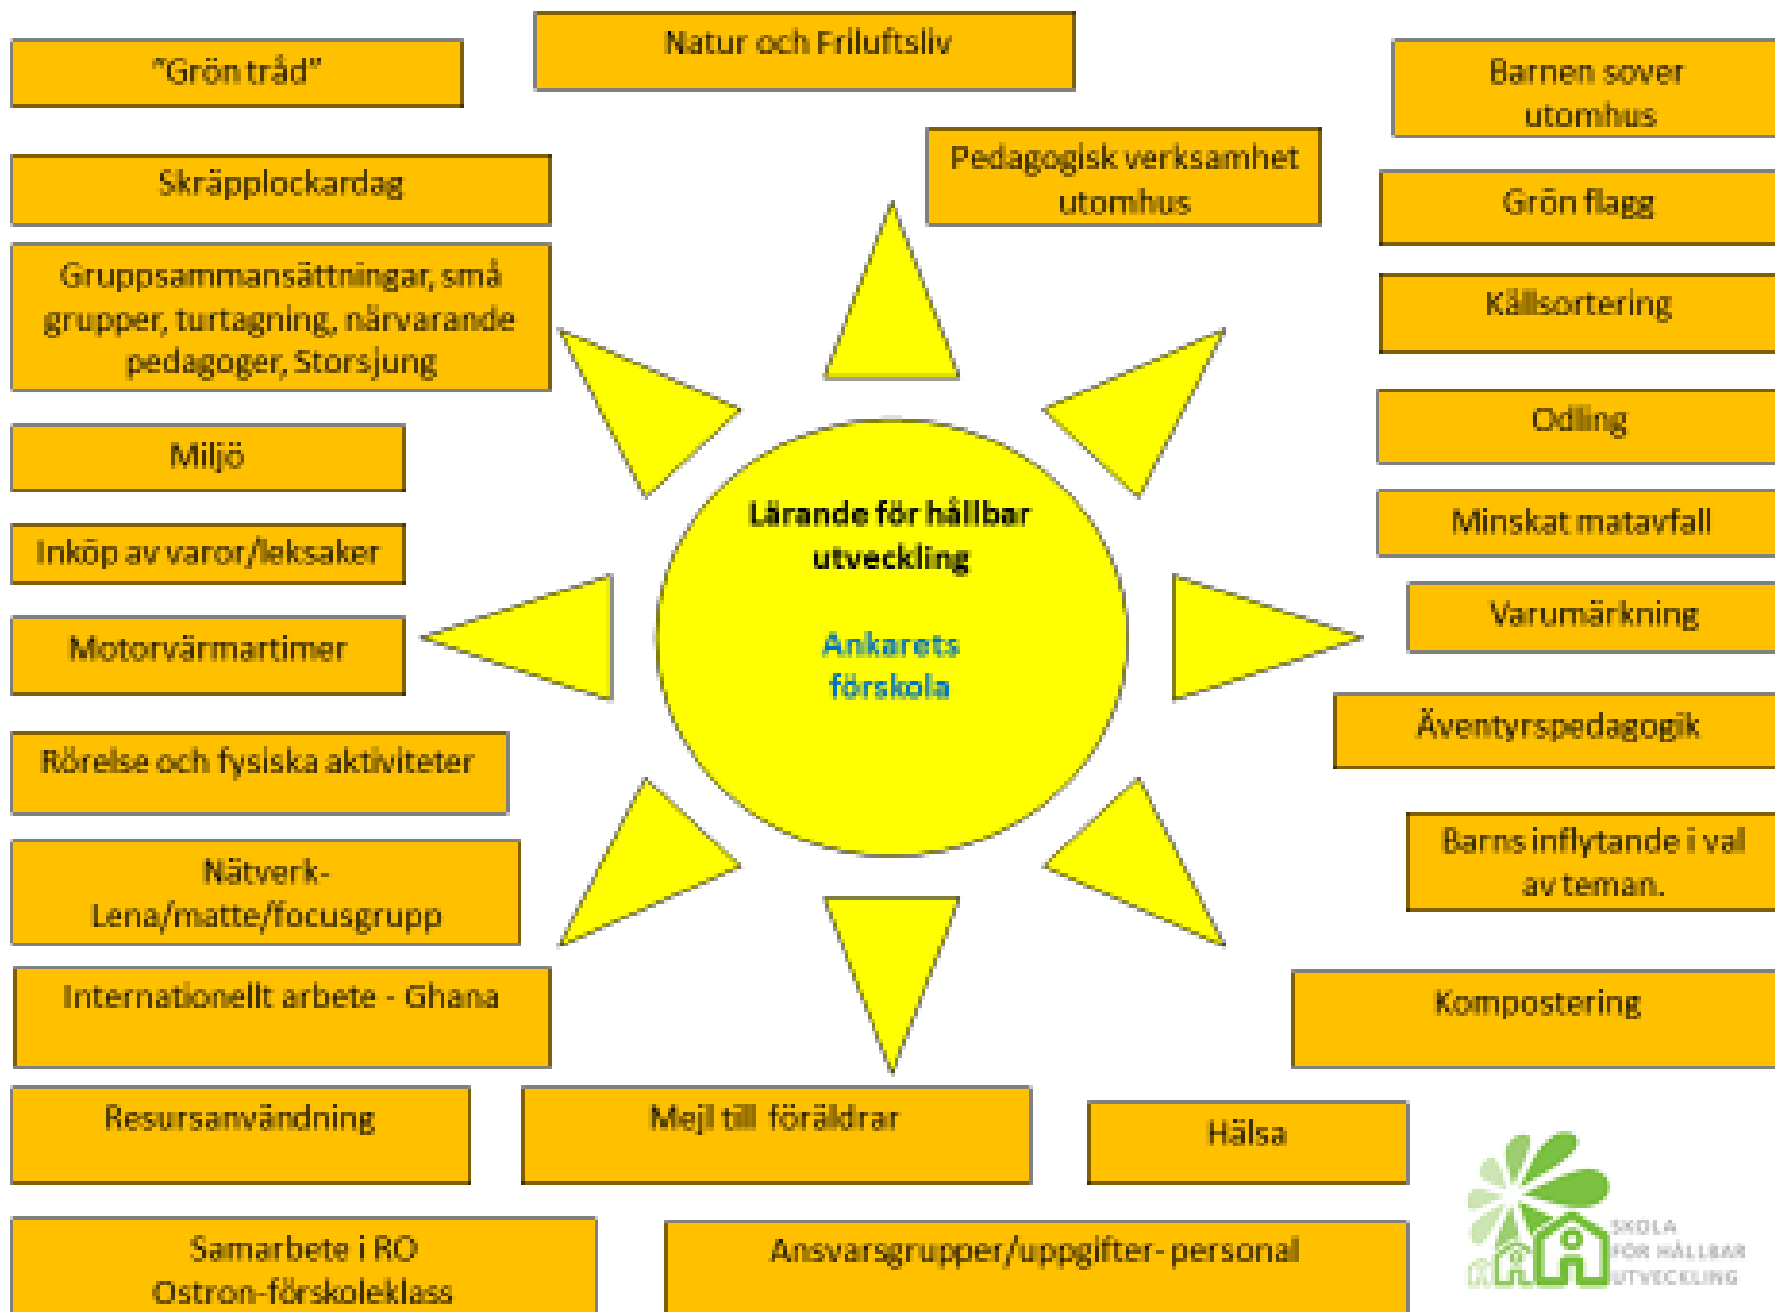 "Grön tråd"
Natur och Friluftsliv
Barnen sover
utomhus
Pedagogisk verksamhet
utomhus
Skräpplockardag
Grön flagg
Gruppsammansättningar, små
grupper, turtagning, närvarande
pedagoger, Storsjung
Källsortering
Odling
Miljö
Lärande för hållbar
utveckling
Minskat matavfall
Inköp av varor/leksaker
Varumärkning
Motorvärmartimer
Ankarets
förskola
Äventyrspedagogik
Rörelse och fysiska aktiviteter
Barns inflytande i val
av teman.
Nätverk-
Lena/matte/focusgrupp
Internationellt arbete - Ghana
Kompostering
Resursanvändning
Mejl till föräldrar
Hälsa
Samarbete i RO
Ostron-förskoleklass
Ansvarsgrupper/uppgifter- personal
SKOLA
FÖR HÅLLBAR
UTVECKLING